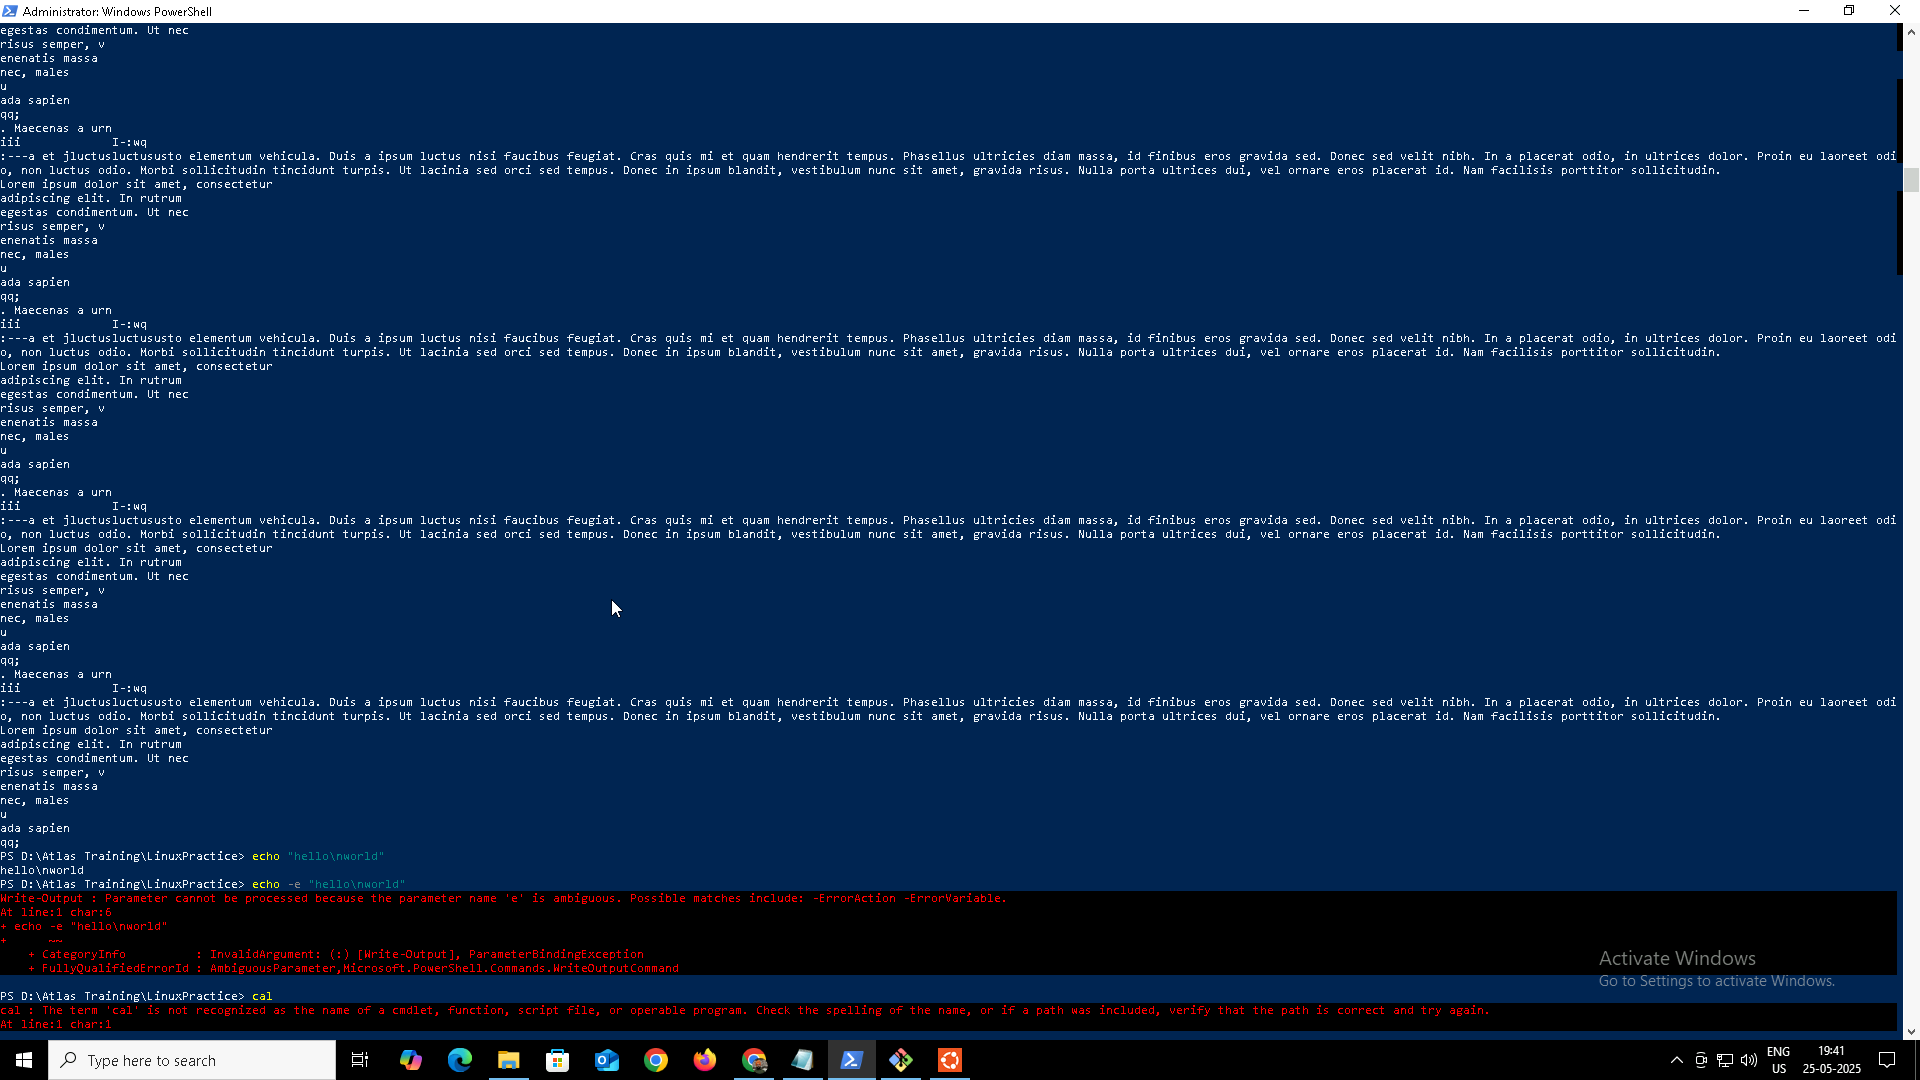 Administrator: Windows PowerShell
egestas condimentum. Ut nec
risus semper, v
enenatis massa
nec, males
u
ada sapien
qq;
. Maecenas a urn
iii             I-:wq
:---a et jluctusluctususto elementum vehicula. Duis a ipsum luctus nisi faucibus feugiat. Cras quis mi et quam hendrerit tempus. Phasellus ultricies diam massa, id finibus eros gravida sed. Donec sed velit nibh. In a placerat odio, in ultrices dolor. Proin eu laoreet odi
o, non luctus odio. Morbi sollicitudin tincidunt turpis. Ut lacinia sed orci sed tempus. Donec in ipsum blandit, vestibulum nunc sit amet, gravida risus. Nulla porta ultrices dui, vel ornare eros placerat id. Nam facilisis porttitor sollicitudin.
Lorem ipsum dolor sit amet, consectetur
adipiscing elit. In rutrum
egestas condimentum. Ut nec
risus semper, v
enenatis massa
nec, males
u
ada sapien
qq;
. Maecenas a urn
iii             I-:wq
:---a et jluctusluctususto elementum vehicula. Duis a ipsum luctus nisi faucibus feugiat. Cras quis mi et quam hendrerit tempus. Phasellus ultricies diam massa, id finibus eros gravida sed. Donec sed velit nibh. In a placerat odio, in ultrices dolor. Proin eu laoreet odi
o, non luctus odio. Morbi sollicitudin tincidunt turpis. Ut lacinia sed orci sed tempus. Donec in ipsum blandit, vestibulum nunc sit amet, gravida risus. Nulla porta ultrices dui, vel ornare eros placerat id. Nam facilisis porttitor sollicitudin.
Lorem ipsum dolor sit amet, consectetur
adipiscing elit. In rutrum
egestas condimentum. Ut nec
risus semper, v
enenatis massa
nec, males
u
ada sapien
qq;
. Maecenas a urn
iii             I-:wq
:---a et jluctusluctususto elementum vehicula. Duis a ipsum luctus nisi faucibus feugiat. Cras quis mi et quam hendrerit tempus. Phasellus ultricies diam massa, id finibus eros gravida sed. Donec sed velit nibh. In a placerat odio, in ultrices dolor. Proin eu laoreet odi
o, non luctus odio. Morbi sollicitudin tincidunt turpis. Ut lacinia sed orci sed tempus. Donec in ipsum blandit, vestibulum nunc sit amet, gravida risus. Nulla porta ultrices dui, vel ornare eros placerat id. Nam facilisis porttitor sollicitudin.
Lorem ipsum dolor sit amet, consectetur
adipiscing elit. In rutrum
egestas condimentum. Ut nec
risus semper, v
enenatis massa
nec, males
u
ada sapien
qq;
. Maecenas a urn
iii             I-:wq
:---a et jluctusluctususto elementum vehicula. Duis a ipsum luctus nisi faucibus feugiat. Cras quis mi et quam hendrerit tempus. Phasellus ultricies diam massa, id finibus eros gravida sed. Donec sed velit nibh. In a placerat odio, in ultrices dolor. Proin eu laoreet odi
o, non luctus odio. Morbi sollicitudin tincidunt turpis. Ut lacinia sed orci sed tempus. Donec in ipsum blandit, vestibulum nunc sit amet, gravida risus. Nulla porta ultrices dui, vel ornare eros placerat id. Nam facilisis porttitor sollicitudin.
Lorem ipsum dolor sit amet, consectetur
adipiscing elit. In rutrum
egestas condimentum. Ut nec
risus semper, v
enenatis massa
nec, males
u
ada sapien
qq;
PS D:\Atlas Training\LinuxPractice> echo "hello\nworld"
hello\nworld
PS D:\Atlas Training\LinuxPractice> echo -e "hello\nworld"
Write-Output : Parameter cannot be processed because the parameter name 'e' is ambiguous. Possible matches include: -ErrorAction -ErrorVariable.
At line:1 char:6
+ echo -e "hello\nworld"
+      ~~
    + CategoryInfo          : InvalidArgument: (:) [Write-Output], ParameterBindingException
    + FullyQualifiedErrorId : AmbiguousParameter,Microsoft.PowerShell.Commands.WriteOutputCommand
PS D:\Atlas Training\LinuxPractice> cal
cal : The term 'cal' is not recognized as the name of a cmdlet, function, script file, or operable program. Check the spelling of the name, or if a path was included, verify that the path is correct and try again.
At line:1 char:1
Activate Windows
Go to Settings to activate Windows.
Type here to search
ENG
US
19:41
25-05-2025